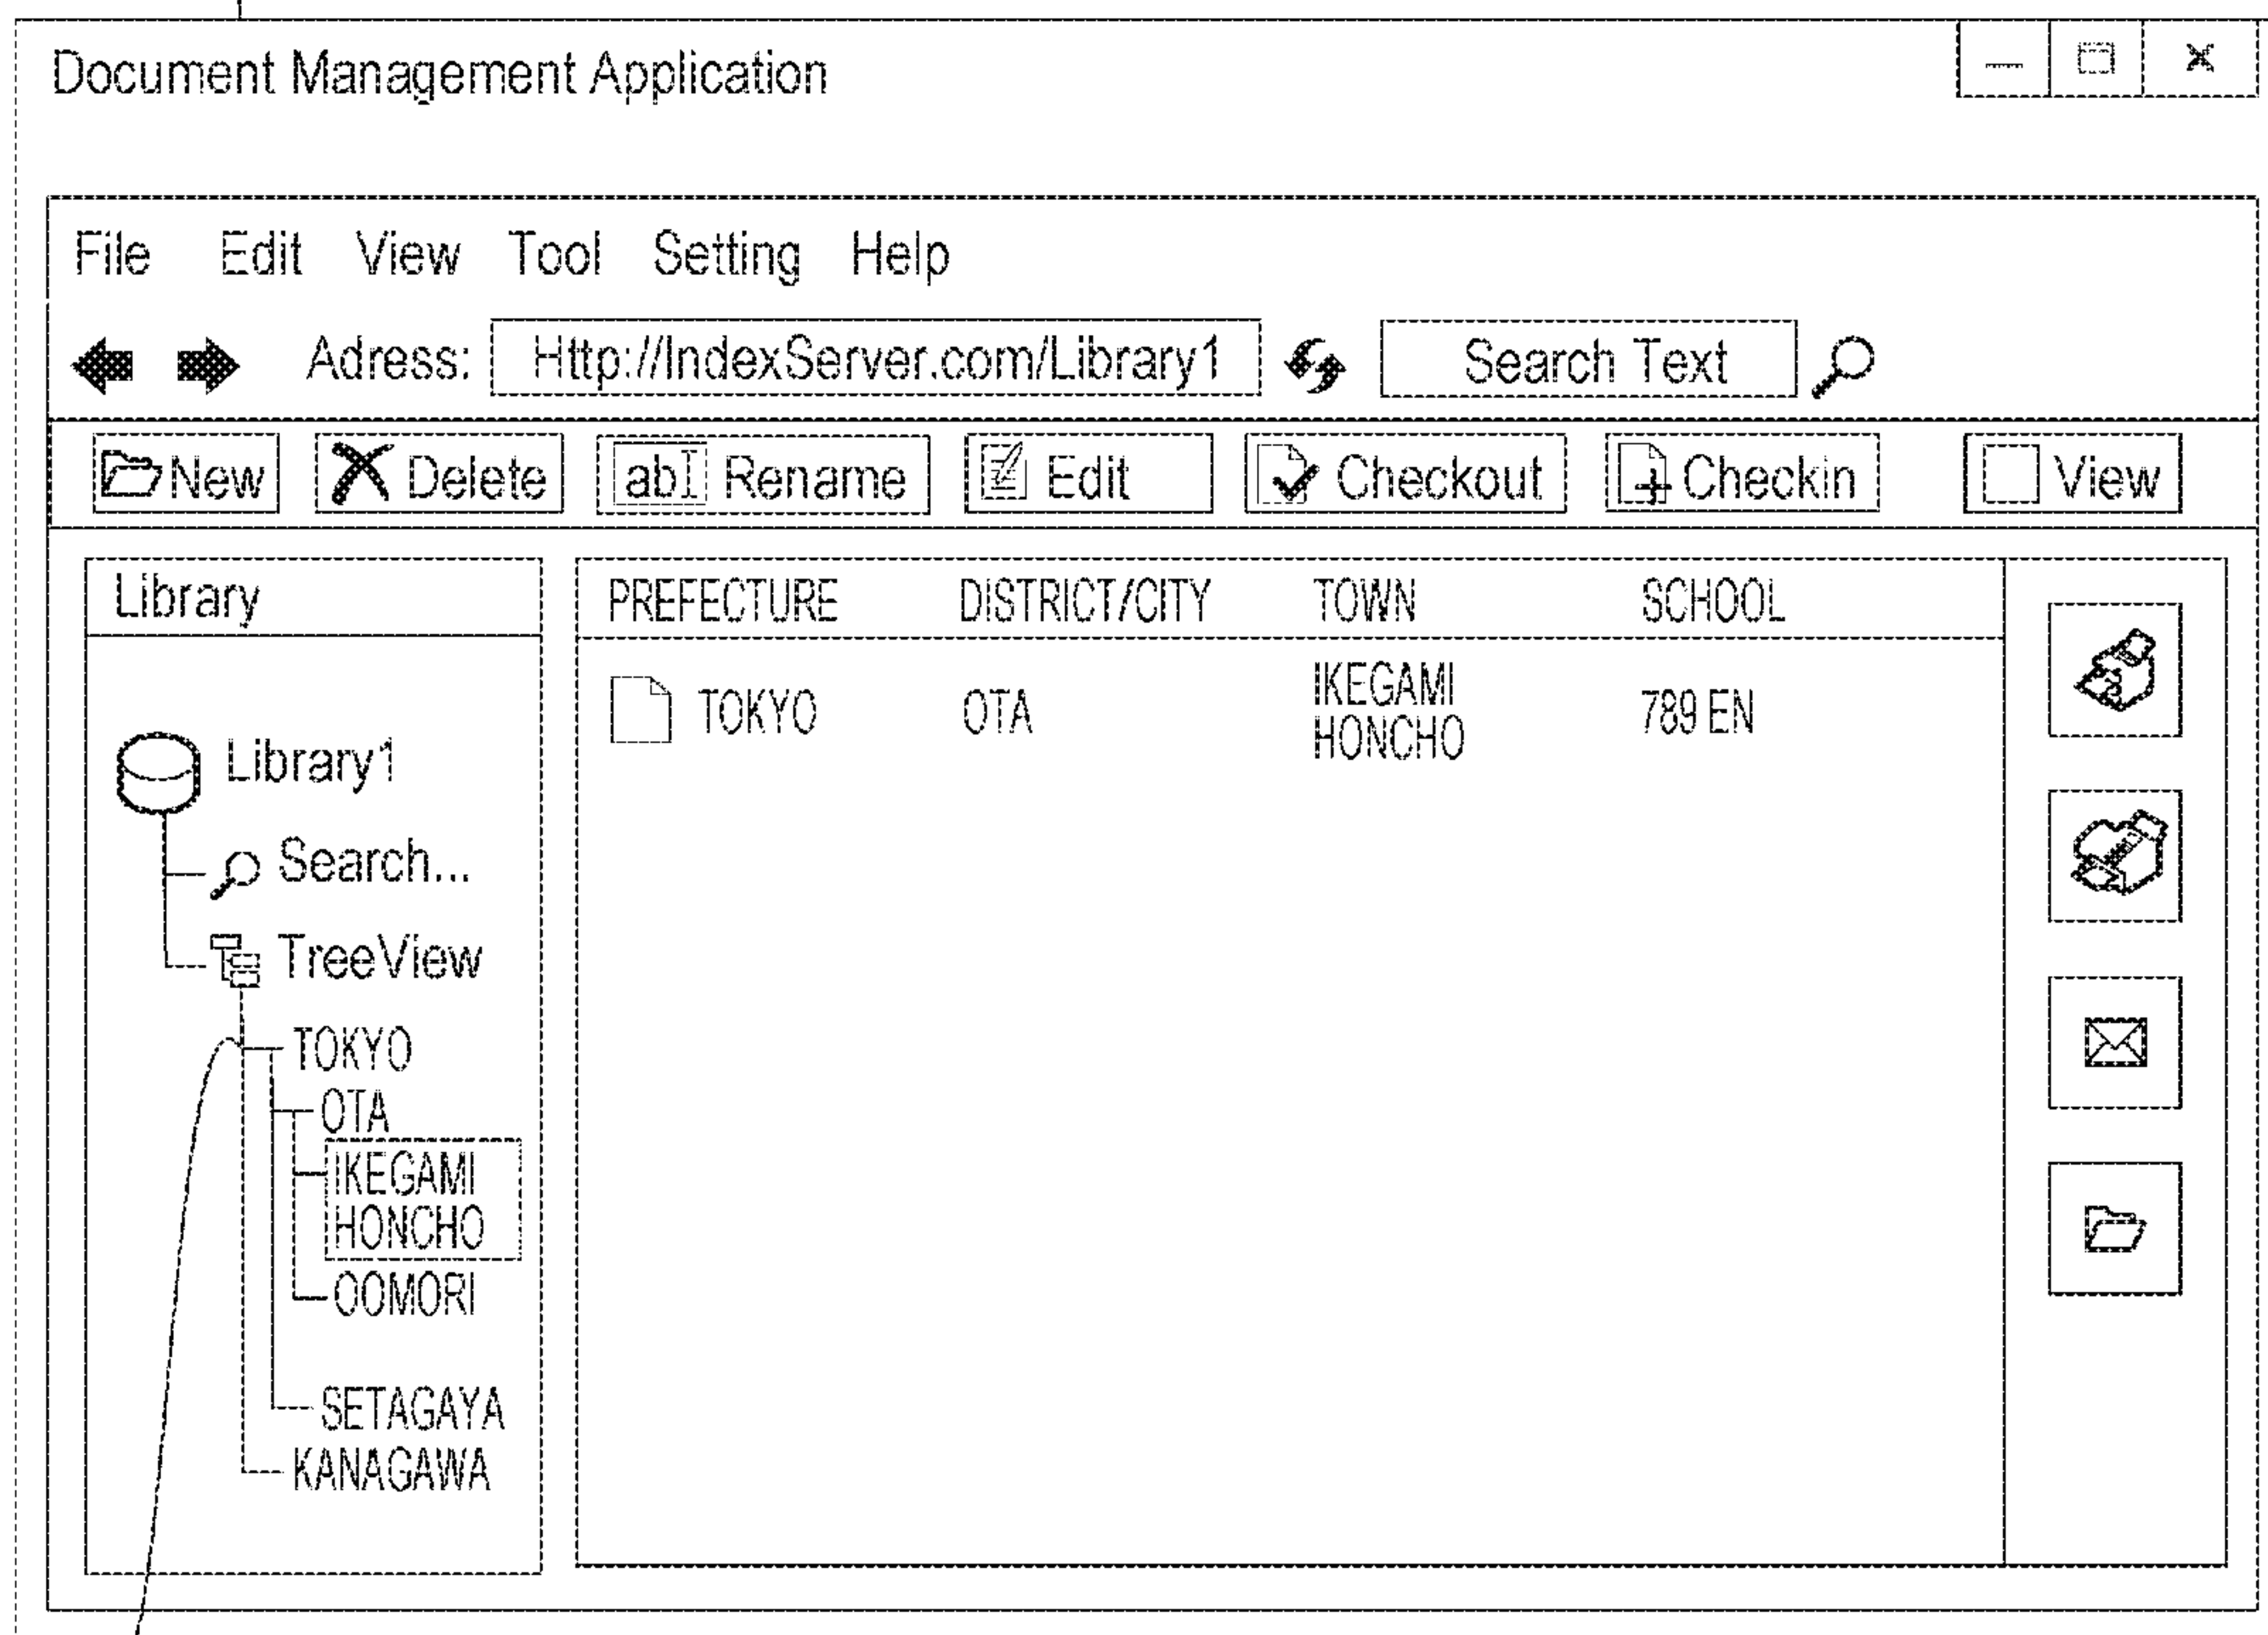 Document Management Application
File Edit View Tool Setting Help
Adress: Http://IndexServer.com/Library1 Search Text
New Delete abI Rename Edit Checkout Checkin View
Library
Library1
Search...
TreeView
TOKYO
OTA
IKEGAMI
HONCHO
OOMORI
SETAGAYA
KANAGAWA
PREFECTURE DISTRICT/CITY TOWN SCHOOL
TOKYO OTA IKEGAMI HONCHO 789 EN